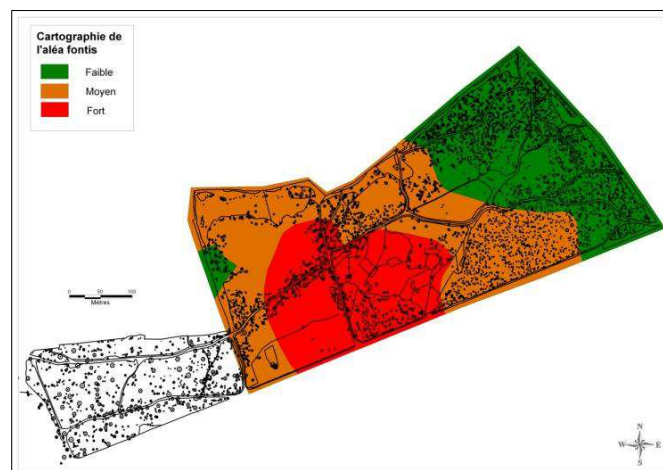 Cartographie de
l'aléa fontis
Faible
Moyen
Fort
0 50 100
Mètres
N
W E
S